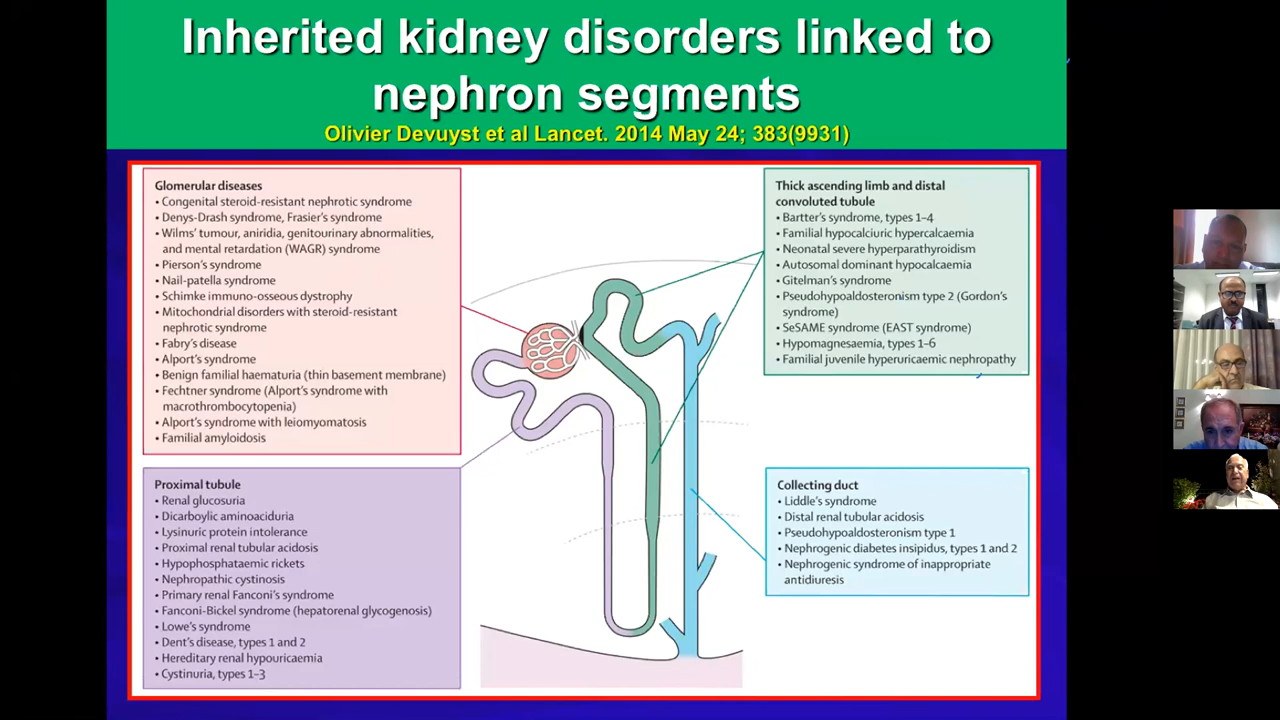 Inherited kidney disorders linked to
nephron segments
Olivier Devuyst et al Lancet. 2014 May 24; 383(9931)
Glomerular diseases
• Congenital steroid-resistant nephrotic syndrome
• Denys-Drash syndrome, Frasier's syndrome
• Wilms' tumour, aniridia, genitourinary abnormalities,
and mental retardation (WAGR) syndrome
• Pierson's syndrome
• Nail-patella syndrome
• Schimke immuno-osseous dystrophy
• Mitochondrial disorders with steroid-resistant
nephrotic syndrome
• Fabry's disease
• Alport's syndrome
• Benign familial haematuria (thin basement membrane)
• Fechtner syndrome (Alport's syndrome with
macrothrombocytopenia)
• Alport's syndrome with leiomyomatosis
• Familial amyloidosis
Proximal tubule
• Renal glucosuria
• Dicarboylic aminoaciduria
• Lysinuric protein intolerance
• Proximal renal tubular acidosis
• Hypophosphataemic rickets
• Nephropathic cystinosis
• Primary renal Fanconi's syndrome
• Fanconi-Bickel syndrome (hepatorenal glycogenosis)
• Lowe's syndrome
• Dent's disease, types 1 and 2
• Hereditary renal hypouricaemia
• Cystinuria, types 1–3
Thick ascending limb and distal
convoluted tubule
• Bartter's syndrome, types 1–4
• Familial hypocalciuric hypercalcaemia
• Neonatal severe hyperparathyroidism
• Autosomal dominant hypocalcaemia
• Gitelman's syndrome
• Pseudohypoaldosteronism type 2 (Gordon's
syndrome)
• SeSAME syndrome (EAST syndrome)
• Hypomagnesaemia, types 1–6
• Familial juvenile hyperuricaemic nephropathy
Collecting duct
• Liddle's syndrome
• Distal renal tubular acidosis
• Pseudohypoaldosteronism type 1
• Nephrogenic diabetes insipidus, types 1 and 2
• Nephrogenic syndrome of inappropriate
antidiuresis